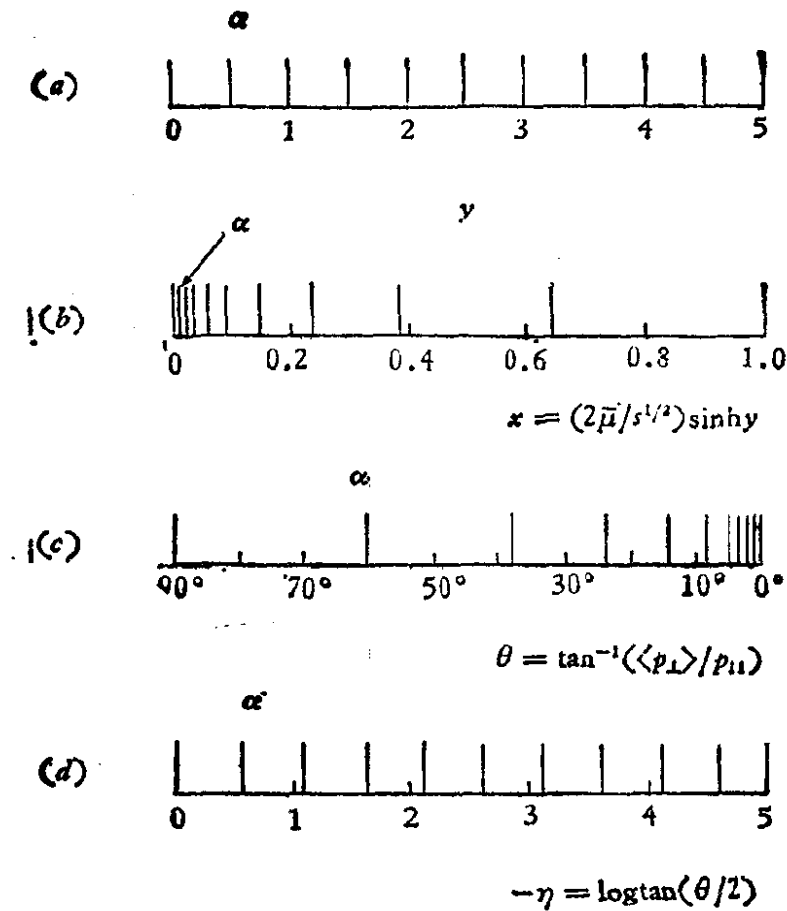 α
(a)
0 1 2 3 4 5
y
α
(b)
0 0.2 0.4 0.6 0.8 1.0
x = (2μ̄/s^{1/2})sinhy
α
(c)
90° 70° 50° 30° 10° 0°
θ = tan⁻¹(⟨p⊥⟩/p₁₁)
α
(d)
0 1 2 3 4 5
−η = logtan(θ/2)